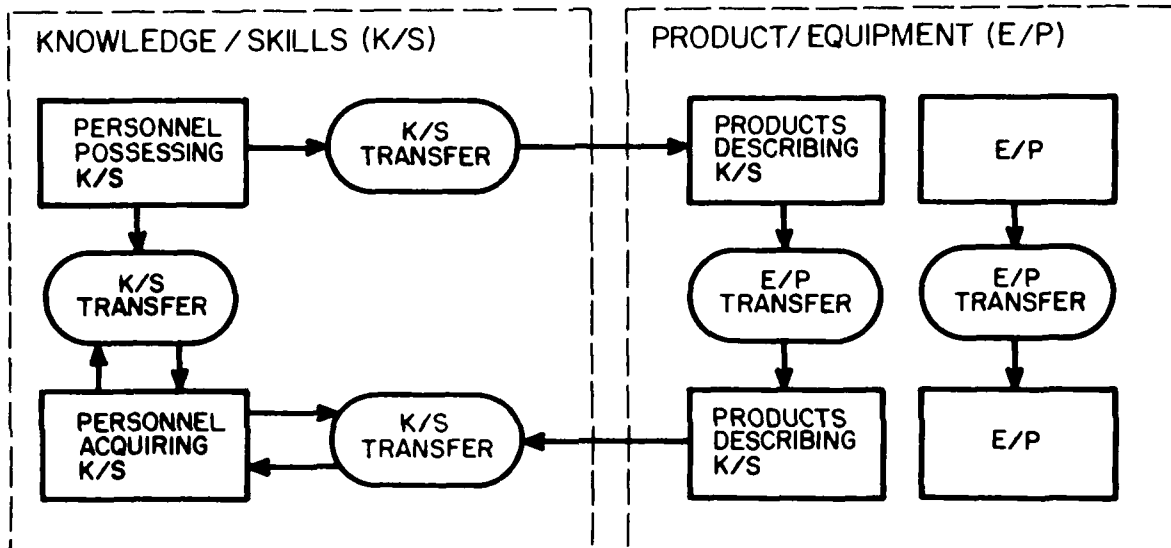 KNOWLEDGE / SKILLS (K/S)
PRODUCT/ EQUIPMENT (E/P)
PERSONNEL
POSSESSING
K/S
K/S
TRANSFER
PRODUCTS
DESCRIBING
K/S
E/P
K/S
TRANSFER
E/P
TRANSFER
E/P
TRANSFER
PERSONNEL
ACQUIRING
K/S
K/S
TRANSFER
PRODUCTS
DESCRIBING
K/S
E/P